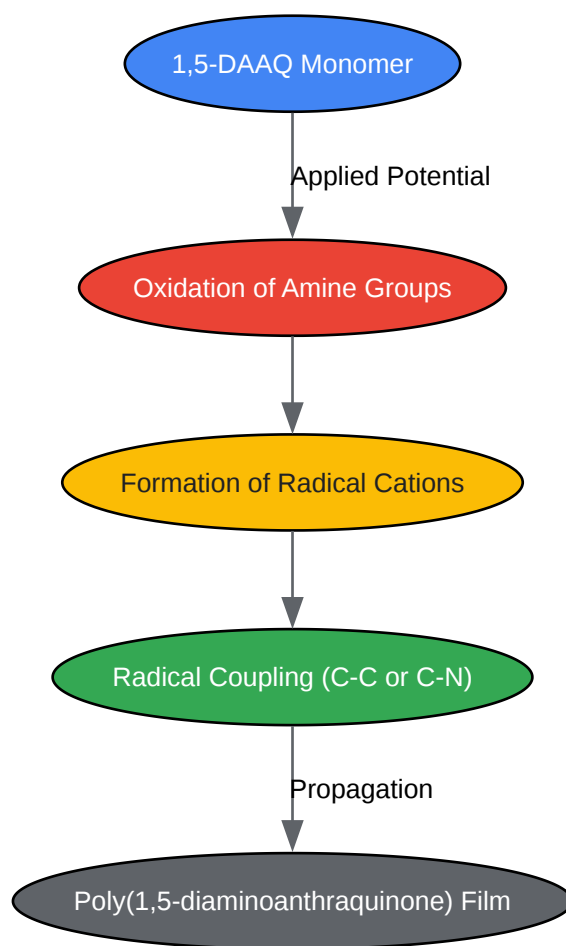 1,5-DAAQ Monomer
Applied Potential
Oxidation of Amine Groups
Formation of Radical Cations
Radical Coupling (C-C or C-N)
Propagation
Poly(1,5-diaminoanthraquinone) Film